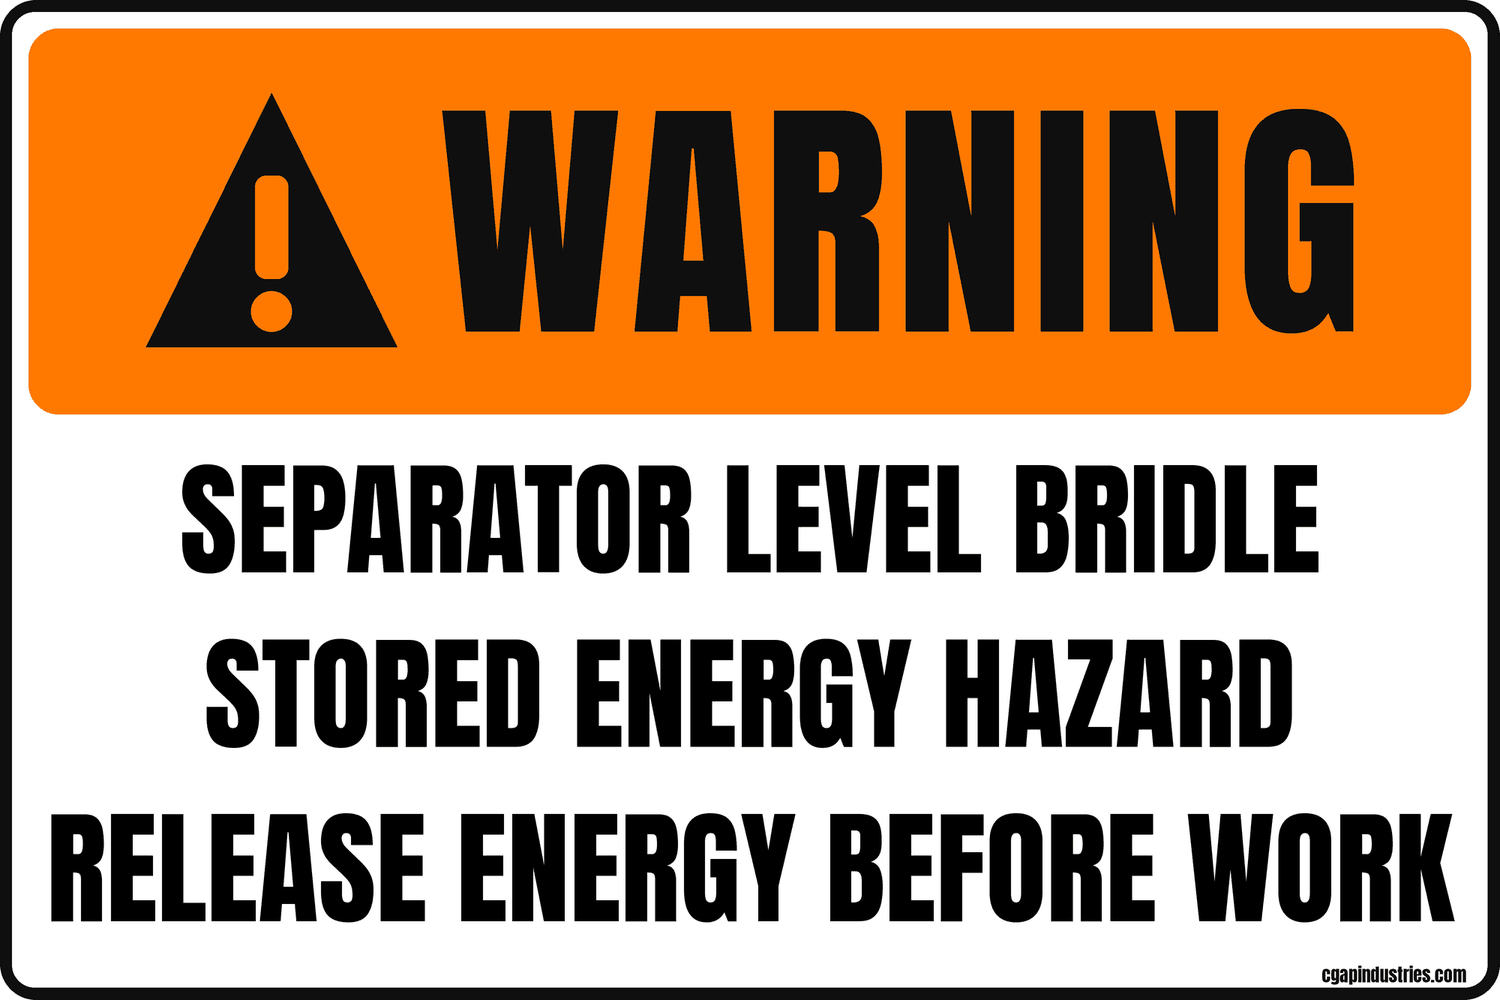 WARNING
SEPARATOR LEVEL BRIDLE
STORED ENERGY HAZARD
RELEASE ENERGY BEFORE WORK
cgapindustries.com